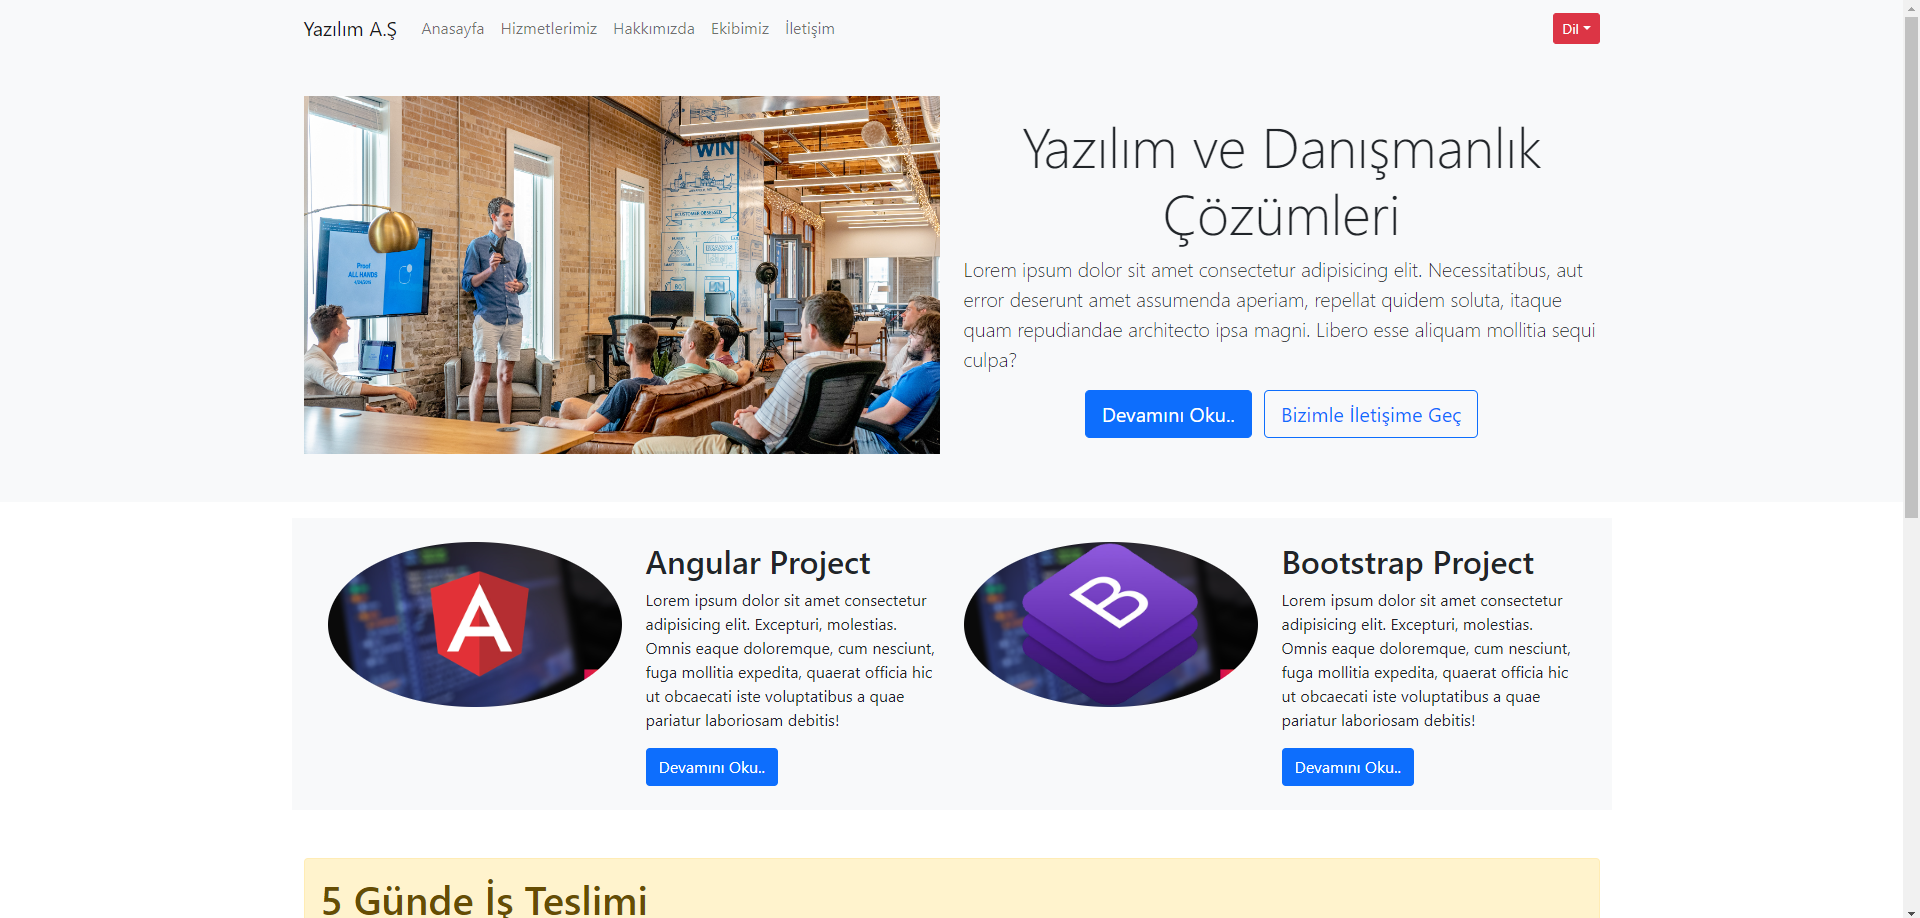 Yazılım A.Ş Anasayfa Hizmetlerimiz Hakkımızda Ekibimiz İletişim Dil
WIN
Proof
ALL HANDS
Yazılım ve Danışmanlık
Çözümleri
Lorem ipsum dolor sit amet consectetur adipisicing elit. Necessitatibus, aut
error deserunt amet assumenda aperiam, repellat quidem soluta, itaque
quam repudiandae architecto ipsa magni. Libero esse aliquam mollitia sequi
culpa?
Devamını Oku.. Bizimle İletişime Geç
A
Angular Project
Lorem ipsum dolor sit amet consectetur
adipisicing elit. Excepturi, molestias.
Omnis eaque doloremque, cum nesciunt,
fuga mollitia expedita, quaerat officia hic
ut obcaecati iste voluptatibus a quae
pariatur laboriosam debitis!
Devamını Oku..
B
Bootstrap Project
Lorem ipsum dolor sit amet consectetur
adipisicing elit. Excepturi, molestias.
Omnis eaque doloremque, cum nesciunt,
fuga mollitia expedita, quaerat officia hic
ut obcaecati iste voluptatibus a quae
pariatur laboriosam debitis!
Devamını Oku..
5 Günde İş Teslimi